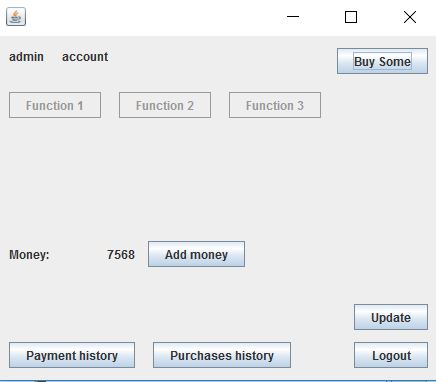 admin account
Buy Some
Function 1 Function 2 Function 3
Money: 7568 Add money
Update
Payment history Purchases history Logout